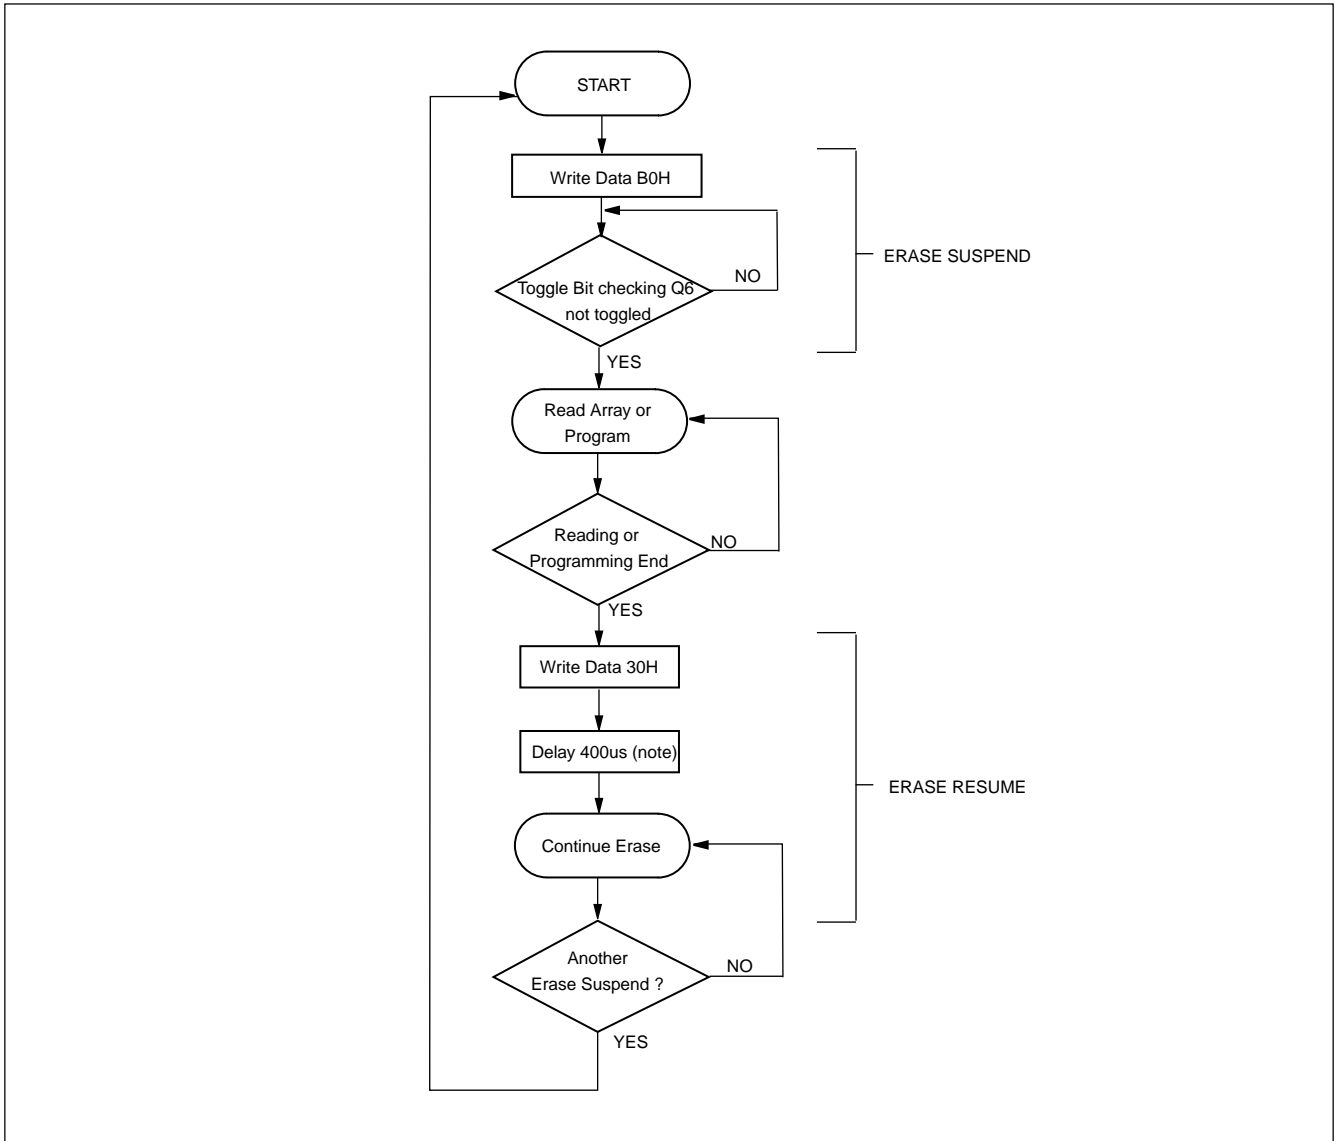 START
Write Data B0H
ERASE SUSPEND
NO
Toggle Bit checking Q6
not toggled
YES
Read Array or
Program
Reading or
NO
Programming End
YES
Write Data 30H
Delay 400us (note)
ERASE RESUME
Continue Erase
Another
NO
Erase Suspend ?
YES